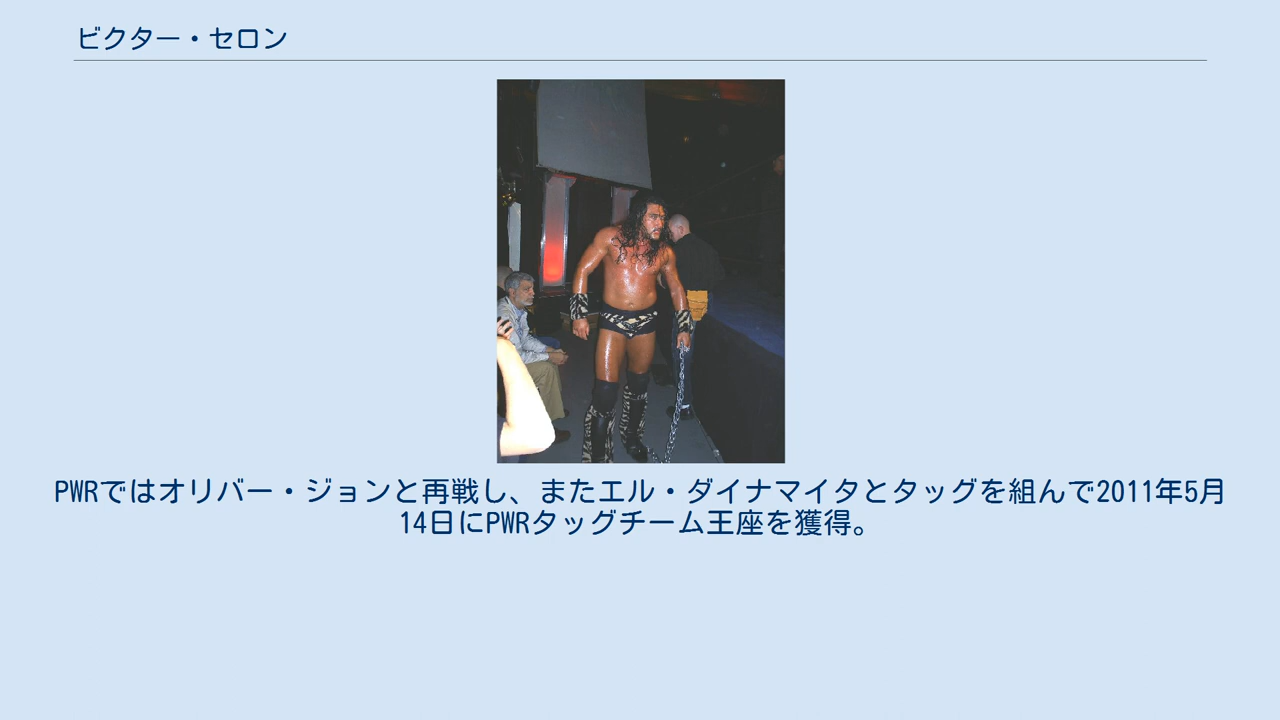 ビクター・セロン
PWRではオリバー・ジョンと再戦し、またエル・ダイナマイタとタッグを組んで2011年5月
14日にPWRタッグチーム王座を獲得。